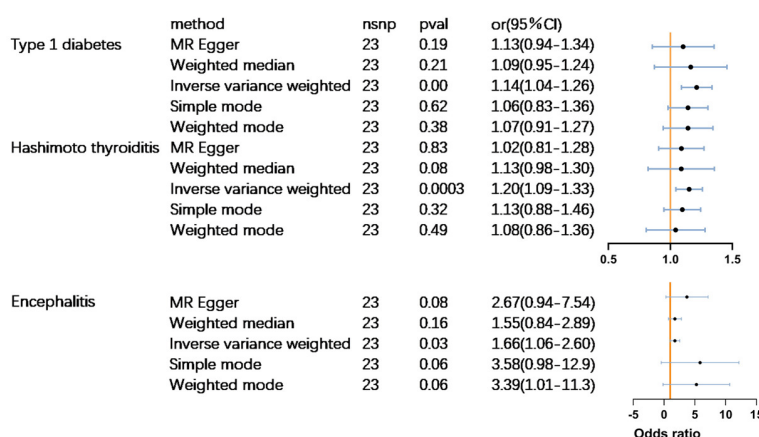 method nsnp pval or(95%CI)
Type 1 diabetes MR Egger 23 0.19 1.13(0.94-1.34)
Weighted median 23 0.21 1.09(0.95-1.24)
Inverse variance weighted 23 0.00 1.14(1.04-1.26)
Simple mode 23 0.62 1.06(0.83-1.36)
Weighted mode 23 0.38 1.07(0.91-1.27)
Hashimoto thyroiditis MR Egger 23 0.83 1.02(0.81-1.28)
Weighted median 23 0.08 1.13(0.98-1.30)
Inverse variance weighted 23 0.0003 1.20(1.09-1.33)
Simple mode 23 0.32 1.13(0.88-1.46)
Weighted mode 23 0.49 1.08(0.86-1.36)
0.5 1.0 1.5
Encephalitis MR Egger 23 0.08 2.67(0.94-7.54)
Weighted median 23 0.16 1.55(0.84-2.89)
Inverse variance weighted 23 0.03 1.66(1.06-2.60)
Simple mode 23 0.06 3.58(0.98-12.9)
Weighted mode 23 0.06 3.39(1.01-11.3)
-5 0 5 10 15
Odds ratio